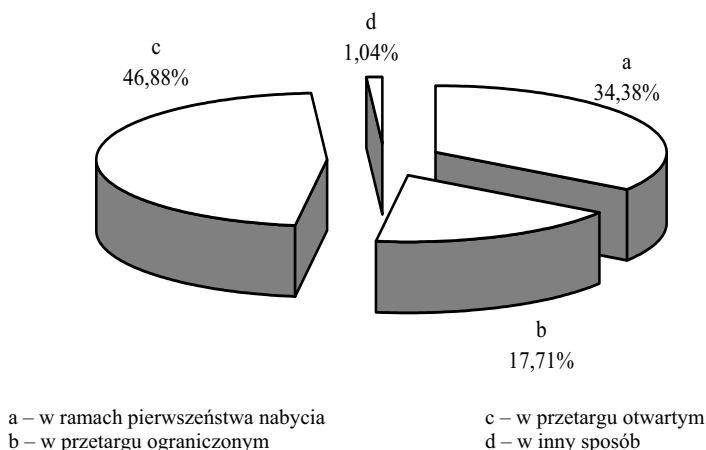 d
1,04%
c
46,88%
a
34,38%
b
17,71%
a – w ramach pierwszeństwa nabycia
c – w przetargu otwartym
b – w przetargu ograniczonym
d – w inny sposób